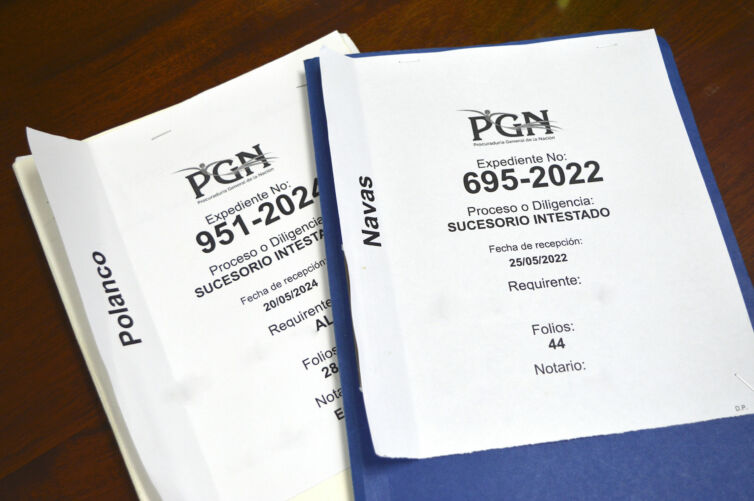 Polanco
PGN
Procuraduría General de la Nación
Expediente No:
951-2024
Proceso o Diligencia:
SUCESORIO
Fecha de recepción:
20/05/2024
Requirente
Folios
28
Navas
PGN
Procuraduría General de la Nación
Expediente No:
695-2022
Proceso o Diligencia:
SUCESORIO INTESTADO
Fecha de recepción:
25/05/2022
Requirente:
Folios:
44
Notario:
D.P.